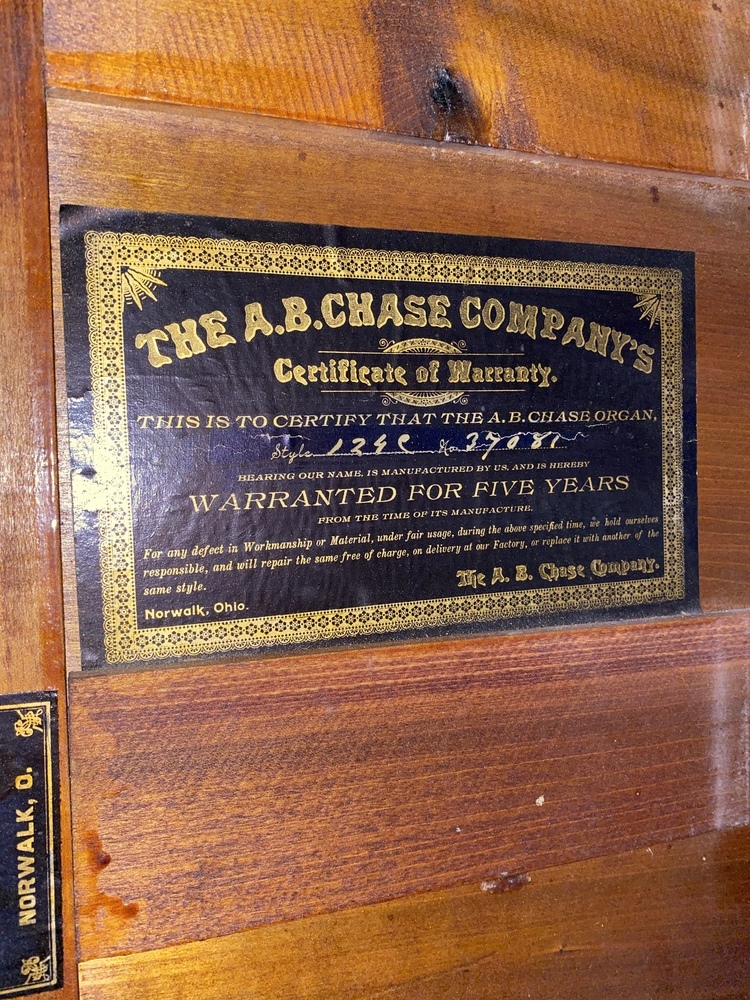 THE A.B.CHASE COMPANY'S
Certificate of Warranty.
THIS IS TO CERTIFY THAT THE A.B.CHASE ORGAN,
Style 129C No. 37081
BEARING OUR NAME, IS MANUFACTURED BY US, AND IS HEREBY
WARRANTED FOR FIVE YEARS
FROM THE TIME OF ITS MANUFACTURE.
For any defect in Workmanship or Material, under fair usage, during the above specified time, we hold ourselves
responsible, and will repair the same free of charge, on delivery at our Factory, or replace it with another of the
same style.
The A. B. Chase Company.
Norwalk, Ohio.
NORWALK, O.